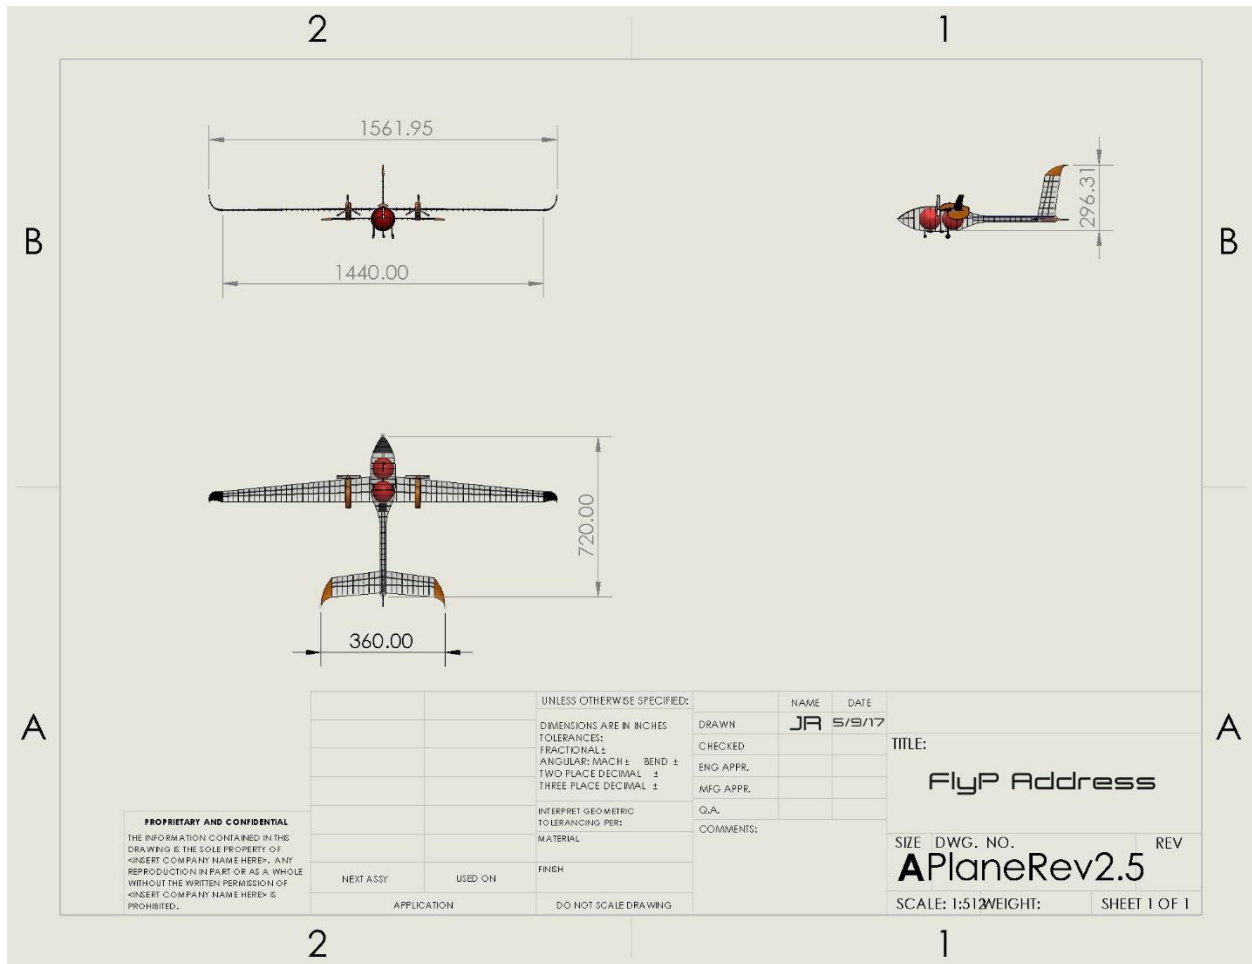 2
1
B
B
1561.95
1440.00
296.31
720.00
360.00
A
A
UNLESS OTHERWISE SPECIFIED:
DIMENSIONS ARE IN INCHES
TOLERANCES:
FRACTIONAL ±
ANGULAR: MACH ± BEND ±
TWO PLACE DECIMAL ±
THREE PLACE DECIMAL ±
INTERPRET GEOMETRIC
TOLERANCING PER:
MATERIAL
FINISH
DO NOT SCALE DRAWING
NAME DATE
DRAWN JR 5/9/17
CHECKED
ENG APPR.
MFG APPR.
Q.A.
COMMENTS:
TITLE:
FlyP Address
SIZE DWG. NO. REV
A PlaneRev2.5
SCALE: 1:512 WEIGHT: SHEET 1 OF 1
PROPRIETARY AND CONFIDENTIAL
THE INFORMATION CONTAINED IN THIS
DRAWING IS THE SOLE PROPERTY OF
<INSERT COMPANY NAME HERE>. ANY
REPRODUCTION IN PART OR AS A WHOLE
WITHOUT THE WRITTEN PERMISSION OF
<INSERT COMPANY NAME HERE> IS
PROHIBITED.
NEXT ASSY USED ON
APPLICATION
2
1